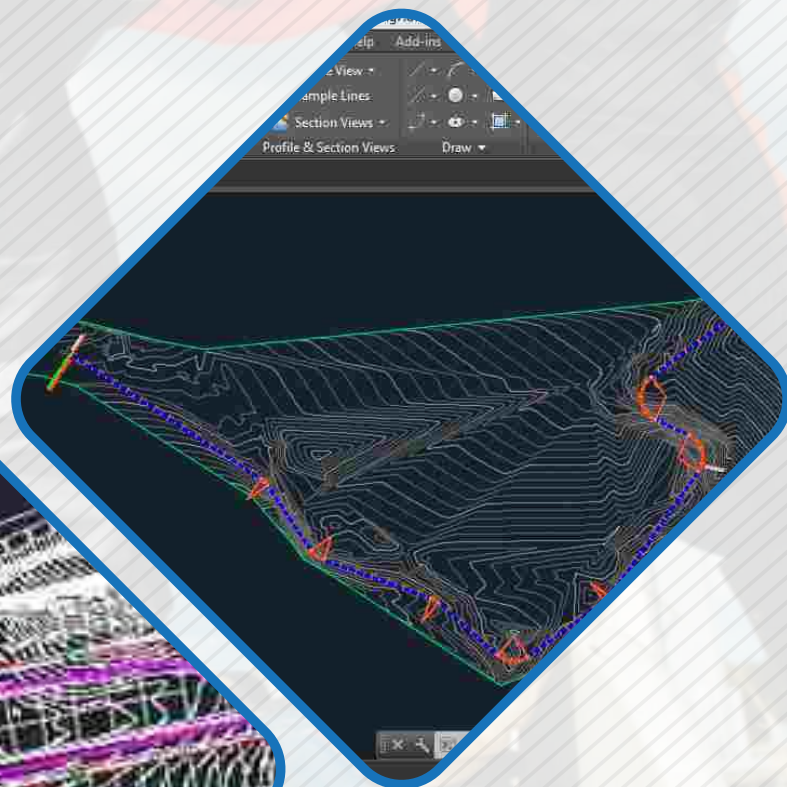 elp Add-ins
e View
ample Lines
Section Views
Profile & Section Views Draw